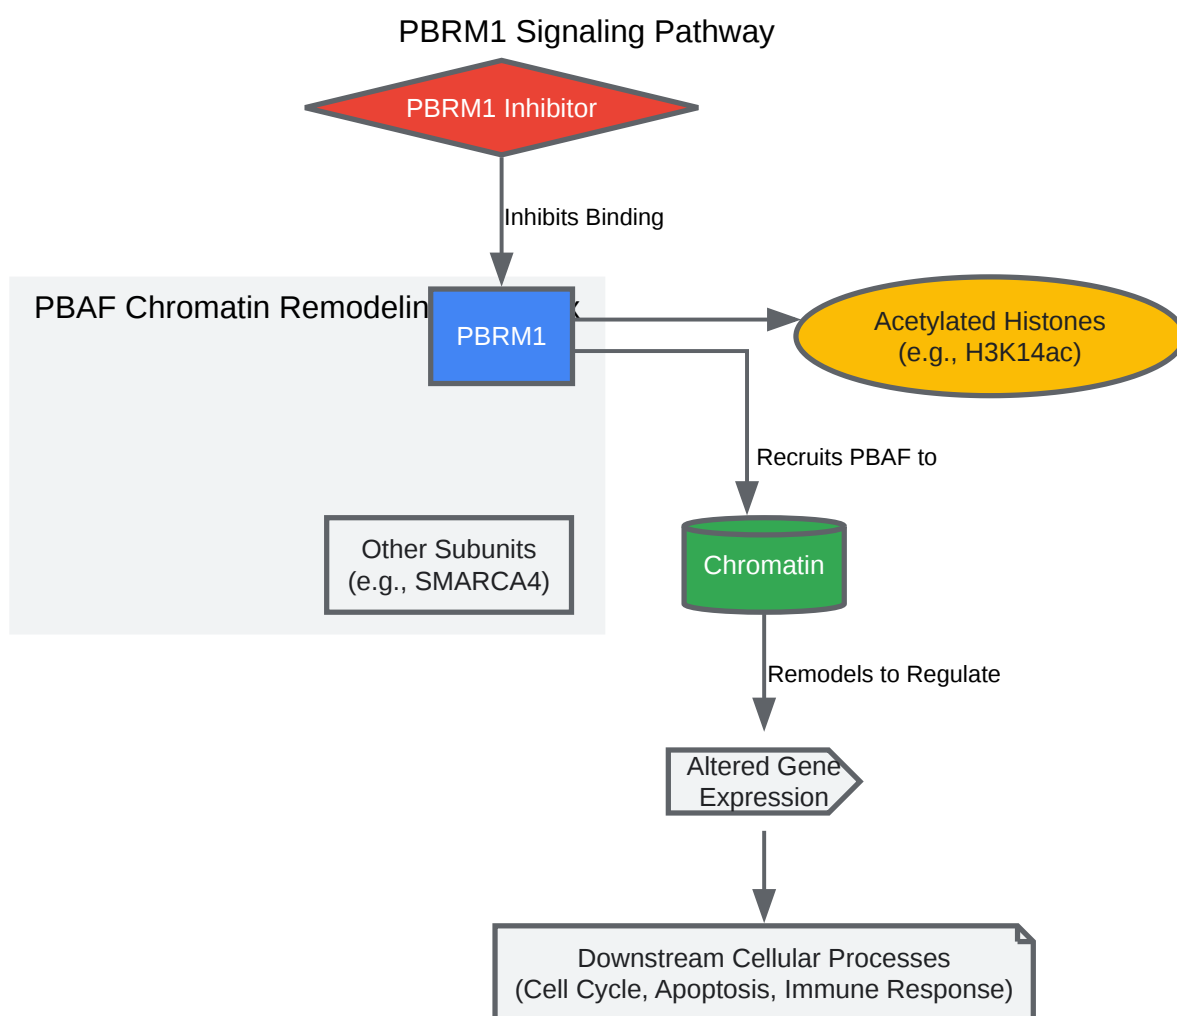 PBRM1 Signaling Pathway
PBRM1 Inhibitor
Inhibits Binding
PBAF Chromatin Remodelin
PBRM1
Acetylated Histones
(e.g., H3K14ac)
Recruits PBAF to
Other Subunits
(e.g., SMARCA4)
Chromatin
Remodels to Regulate
Altered Gene
Expression
Downstream Cellular Processes
(Cell Cycle, Apoptosis, Immune Response)